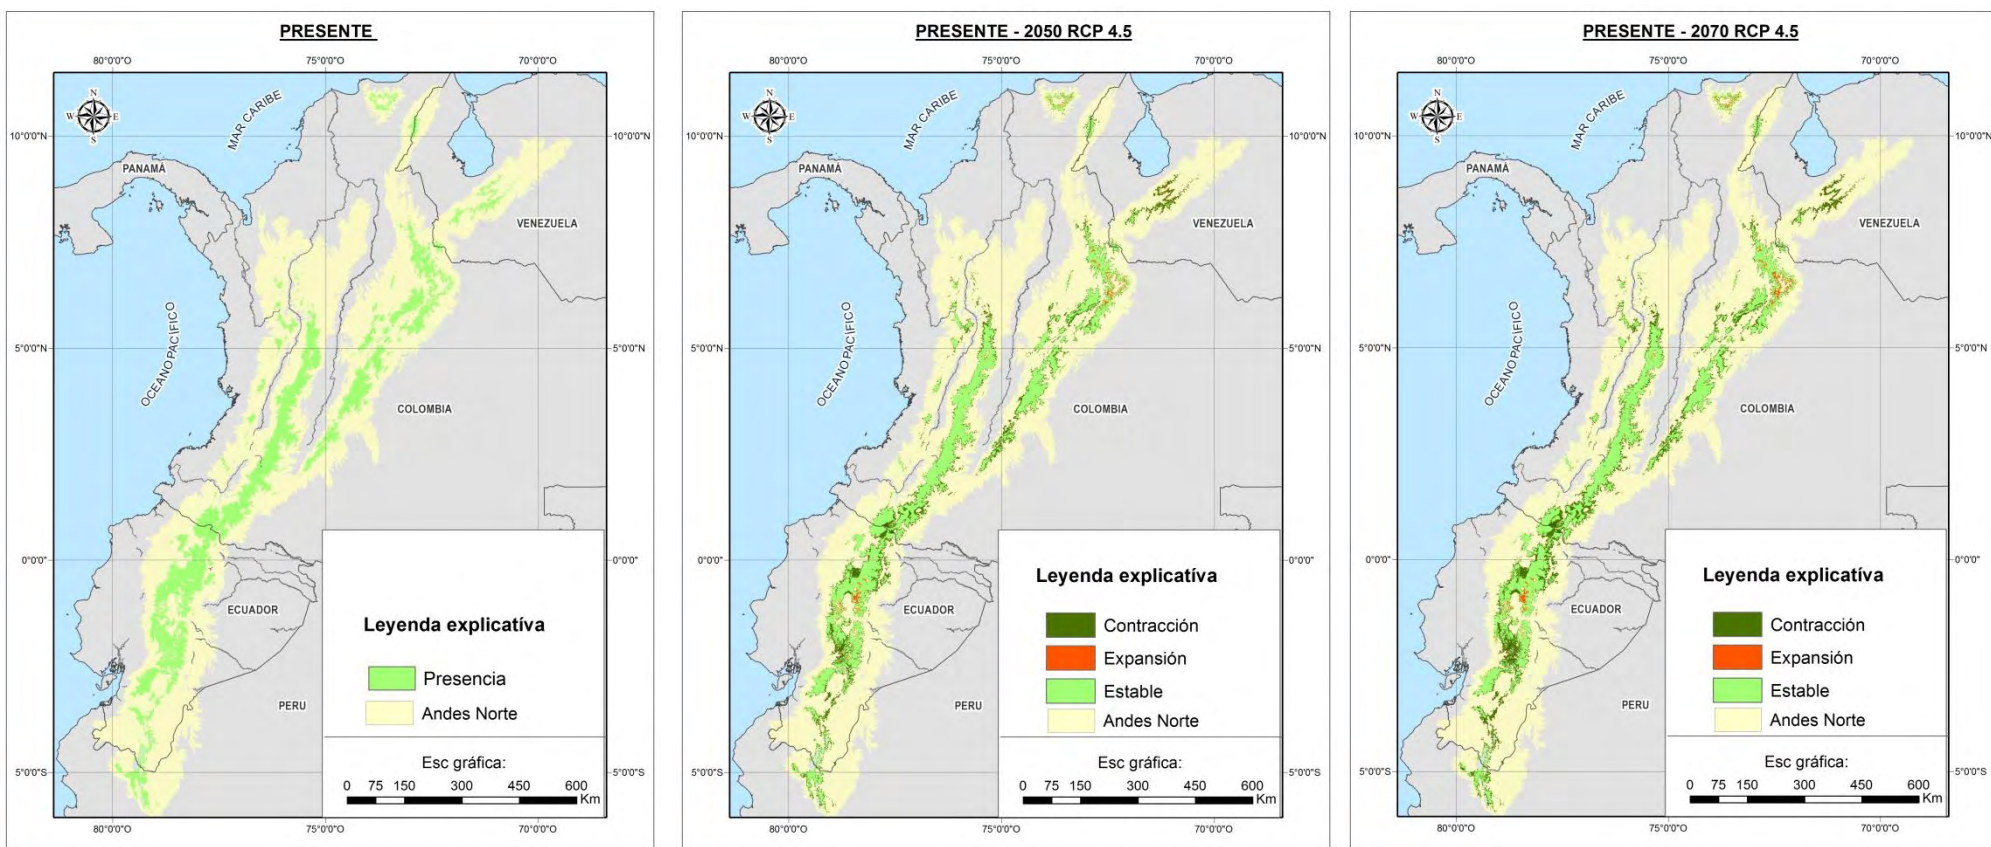 PRESENTE
80°0'0"O 75°0'0"O 70°0'0"O
N
W E
S
MAR CARIBE
10°0'0"N 10°0'0"N
PANAMÁ
VENEZUELA
OCEANO PACÍFICO
5°0'0"N 5°0'0"N
COLOMBIA
0°0'0" 0°0'0"
ECUADOR
PERU
Leyenda explicatíva
Presencia
Andes Norte
Esc gráfica:
0 75 150 300 450 600
Km
5°0'0"S 5°0'0"S
80°0'0"O 75°0'0"O 70°0'0"O
PRESENTE - 2050 RCP 4.5
80°0'0"O 75°0'0"O 70°0'0"O
N
W E
S
MAR CARIBE
10°0'0"N 10°0'0"N
PANAMÁ
VENEZUELA
OCEANO PACÍFICO
5°0'0"N 5°0'0"N
COLOMBIA
0°0'0" 0°0'0"
ECUADOR
PERU
Leyenda explicatíva
Contracción
Expansión
Estable
Andes Norte
Esc gráfica:
0 75 150 300 450 600
Km
5°0'0"S 5°0'0"S
80°0'0"O 75°0'0"O 70°0'0"O
PRESENTE - 2070 RCP 4.5
80°0'0"O 75°0'0"O 70°0'0"O
N
W E
S
MAR CARIBE
10°0'0"N 10°0'0"N
PANAMÁ
VENEZUELA
OCEANO PACÍFICO
5°0'0"N 5°0'0"N
COLOMBIA
0°0'0" 0°0'0"
ECUADOR
PERU
Leyenda explicatíva
Contracción
Expansión
Estable
Andes Norte
Esc gráfica:
0 75 150 300 450 600
Km
5°0'0"S 5°0'0"S
80°0'0"O 75°0'0"O 70°0'0"O